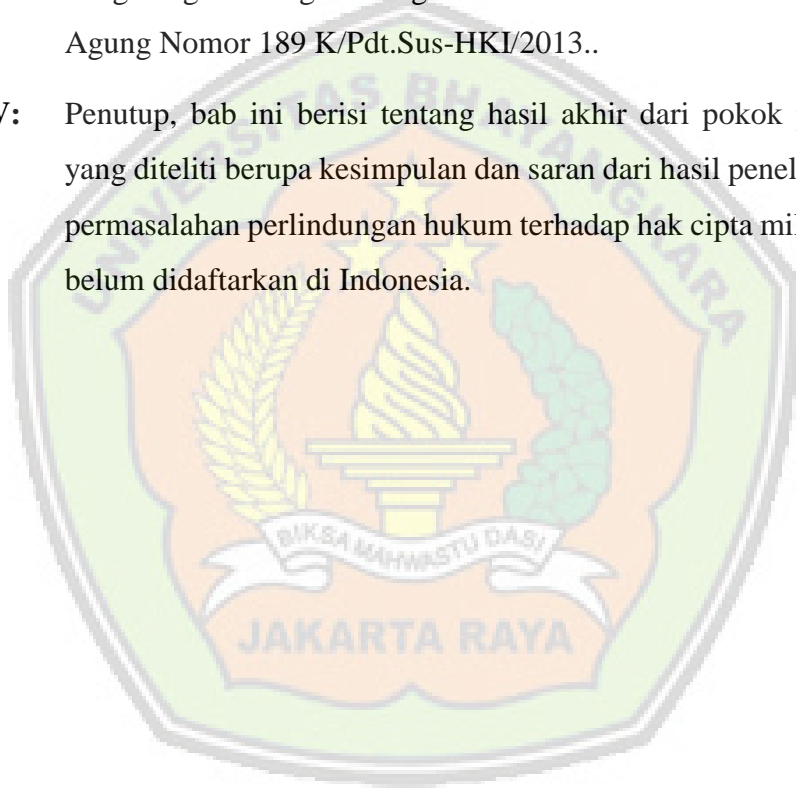 Agung Nomor 189 K/Pdt.Sus-HKI/2013..
V: Penutup, bab ini berisi tentang hasil akhir dari pokok
yang diteliti berupa kesimpulan dan saran dari hasil
permasalahan perlindungan hukum terhadap hak cipta
belum didaftarkan di Indonesia.
UNIVERSITAS BHAYANGKARA
BIKSA MAHWASTU DASI
JAKARTA RAYA